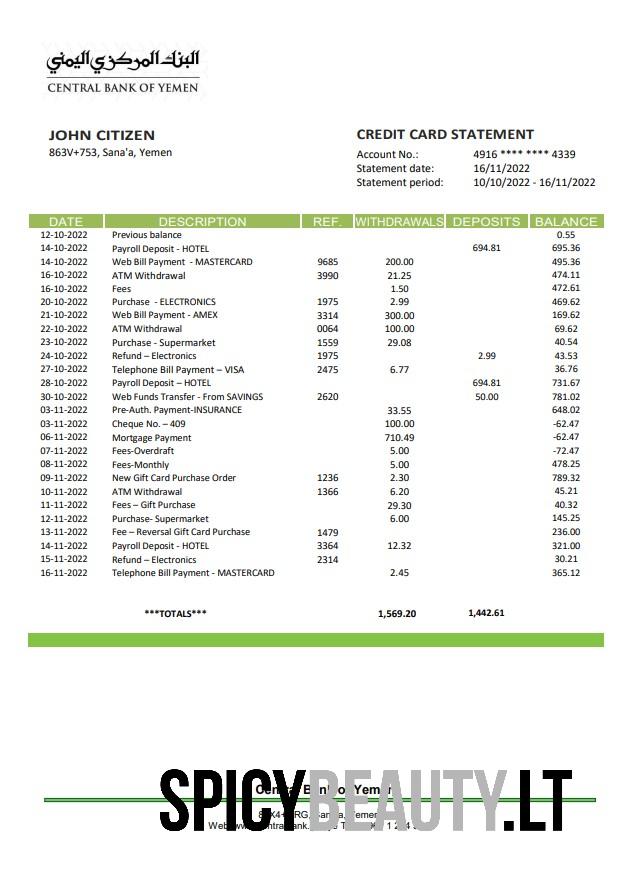 البنك المركزي اليمني
CENTRAL BANK OF YEMEN
JOHN CITIZEN
863V+753, Sana'a, Yemen
CREDIT CARD STATEMENT
Account No.: 4916 **** **** 4339
Statement date: 16/11/2022
Statement period: 10/10/2022 - 16/11/2022
DATE DESCRIPTION REF. WITHDRAWALS DEPOSITS BALANCE
12-10-2022 Previous balance 0.55
14-10-2022 Payroll Deposit - HOTEL 694.81 695.36
14-10-2022 Web Bill Payment - MASTERCARD 9685 200.00 495.36
16-10-2022 ATM Withdrawal 3990 21.25 474.11
16-10-2022 Fees 1.50 472.61
20-10-2022 Purchase - ELECTRONICS 1975 2.99 469.62
21-10-2022 Web Bill Payment - AMEX 3314 300.00 169.62
22-10-2022 ATM Withdrawal 0064 100.00 69.62
23-10-2022 Purchase - Supermarket 1559 29.08 40.54
24-10-2022 Refund – Electronics 1975 2.99 43.53
27-10-2022 Telephone Bill Payment – VISA 2475 6.77 36.76
28-10-2022 Payroll Deposit – HOTEL 694.81 731.67
30-10-2022 Web Funds Transfer - From SAVINGS 2620 50.00 781.02
03-11-2022 Pre-Auth. Payment-INSURANCE 33.55 648.02
03-11-2022 Cheque No. – 409 100.00 -62.47
06-11-2022 Mortgage Payment 710.49 -62.47
07-11-2022 Fees-Overdraft 5.00 -72.47
08-11-2022 Fees-Monthly 5.00 478.25
09-11-2022 New Gift Card Purchase Order 1236 2.30 789.32
10-11-2022 ATM Withdrawal 1366 6.20 45.21
11-11-2022 Fees – Gift Purchase 29.30 40.32
12-11-2022 Purchase- Supermarket 6.00 145.25
13-11-2022 Fee – Reversal Gift Card Purchase 1479 236.00
14-11-2022 Payroll Deposit - HOTEL 3364 12.32 321.00
15-11-2022 Refund – Electronics 2314 30.21
16-11-2022 Telephone Bill Payment - MASTERCARD 2.45 365.12
***TOTALS*** 1,569.20 1,442.61
SPICYBEAUTY.LT